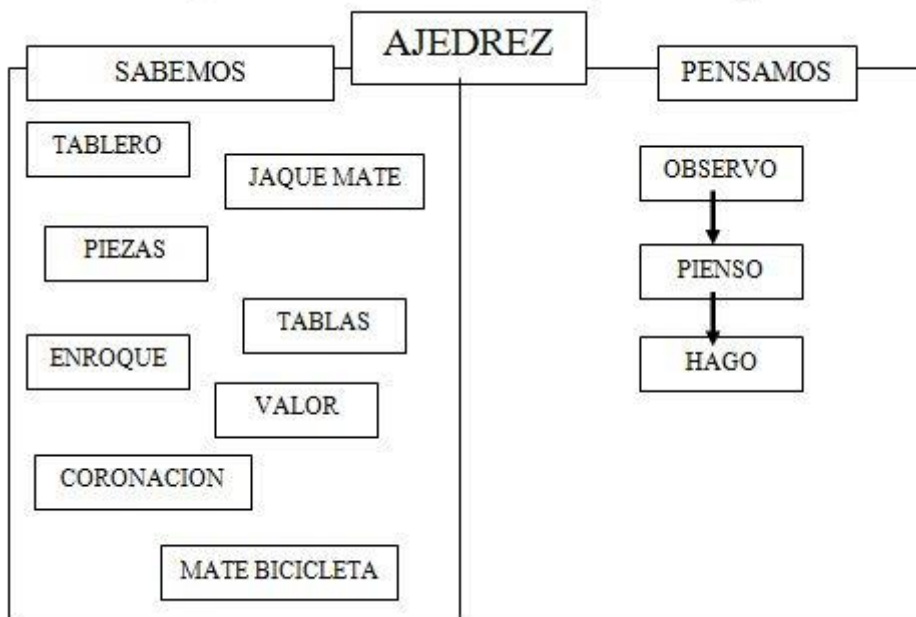 AJEDREZ
SABEMOS
PENSAMOS
TABLERO
JAQUE MATE
PIEZAS
TABLAS
ENROQUE
VALOR
CORONACION
MATE BICICLETA
OBSERVO
PIENSO
HAGO